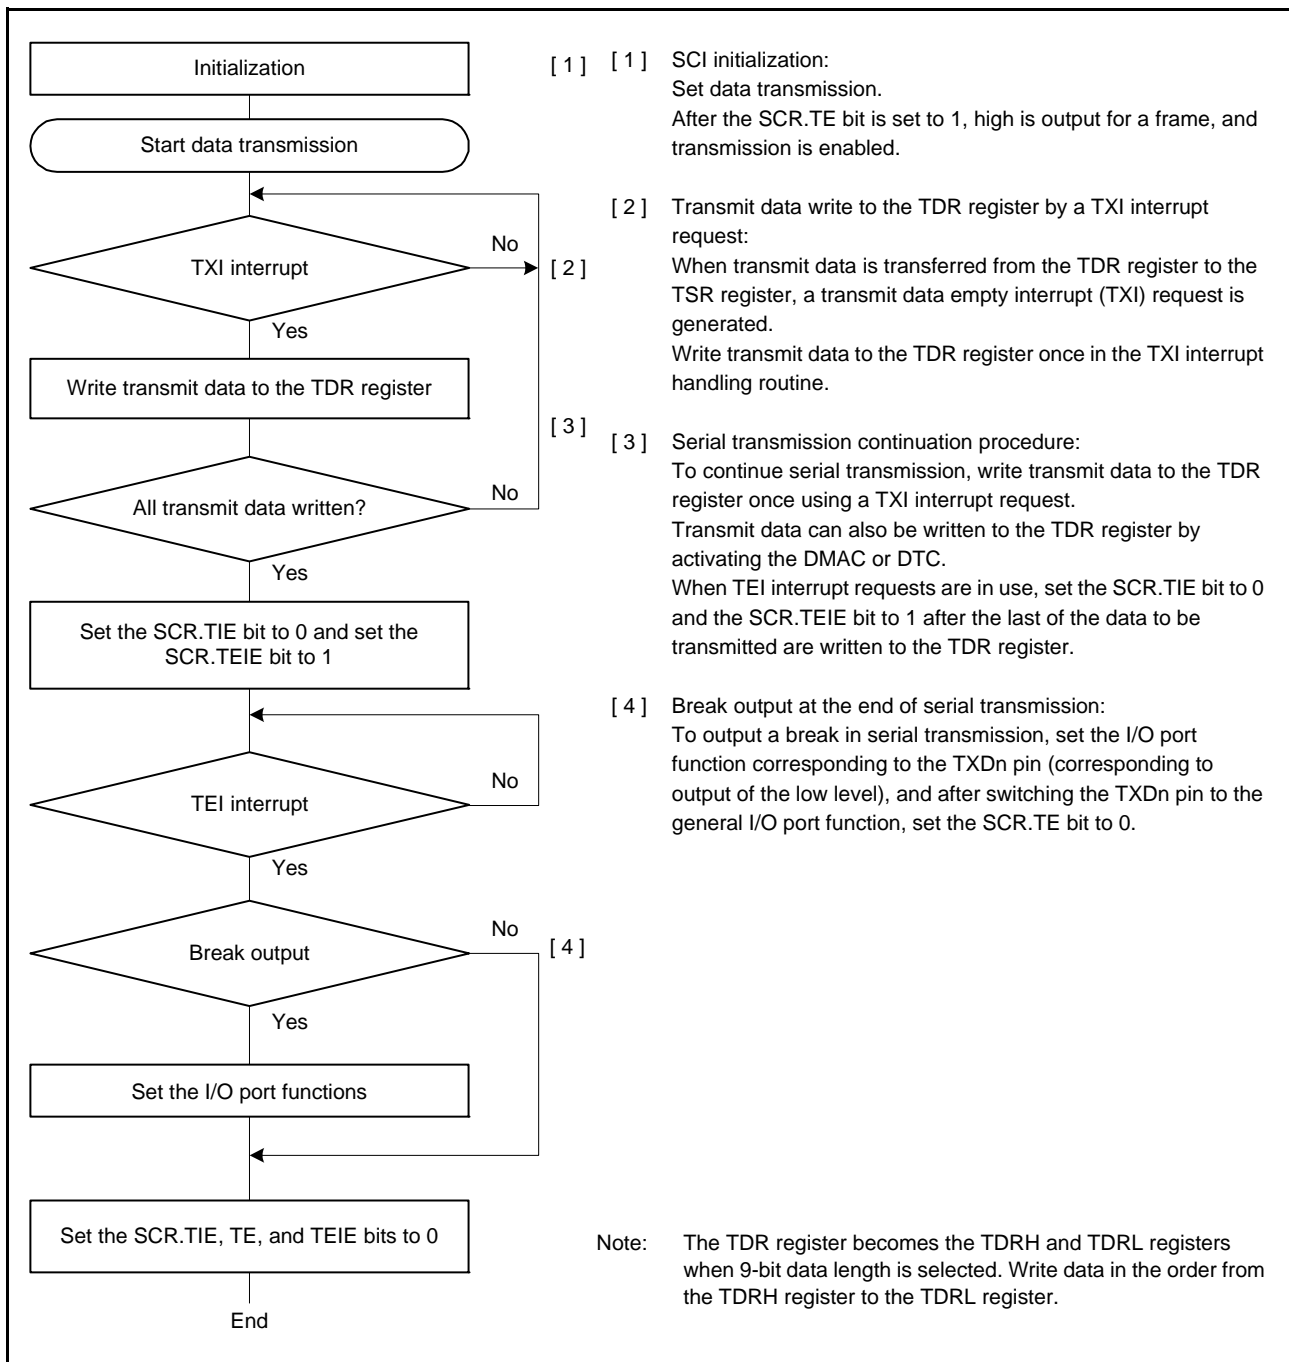 Initialization
[ 1 ]
Start data transmission
TXI interrupt
No
[ 2 ]
Yes
Write transmit data to the TDR register
[ 3 ]
All transmit data written?
No
Yes
Set the SCR.TIE bit to 0 and set the
SCR.TEIE bit to 1
TEI interrupt
No
Yes
Break output
No
[ 4 ]
Yes
Set the I/O port functions
Set the SCR.TIE, TE, and TEIE bits to 0
End
[ 1 ] SCI initialization:
Set data transmission.
After the SCR.TE bit is set to 1, high is output for a frame, and
transmission is enabled.
[ 2 ] Transmit data write to the TDR register by a TXI interrupt
request:
When transmit data is transferred from the TDR register to the
TSR register, a transmit data empty interrupt (TXI) request is
generated.
Write transmit data to the TDR register once in the TXI interrupt
handling routine.
[ 3 ] Serial transmission continuation procedure:
To continue serial transmission, write transmit data to the TDR
register once using a TXI interrupt request.
Transmit data can also be written to the TDR register by
activating the DMAC or DTC.
When TEI interrupt requests are in use, set the SCR.TIE bit to 0
and the SCR.TEIE bit to 1 after the last of the data to be
transmitted are written to the TDR register.
[ 4 ] Break output at the end of serial transmission:
To output a break in serial transmission, set the I/O port
function corresponding to the TXDn pin (corresponding to
output of the low level), and after switching the TXDn pin to the
general I/O port function, set the SCR.TE bit to 0.
Note: The TDR register becomes the TDRH and TDRL registers
when 9-bit data length is selected. Write data in the order from
the TDRH register to the TDRL register.